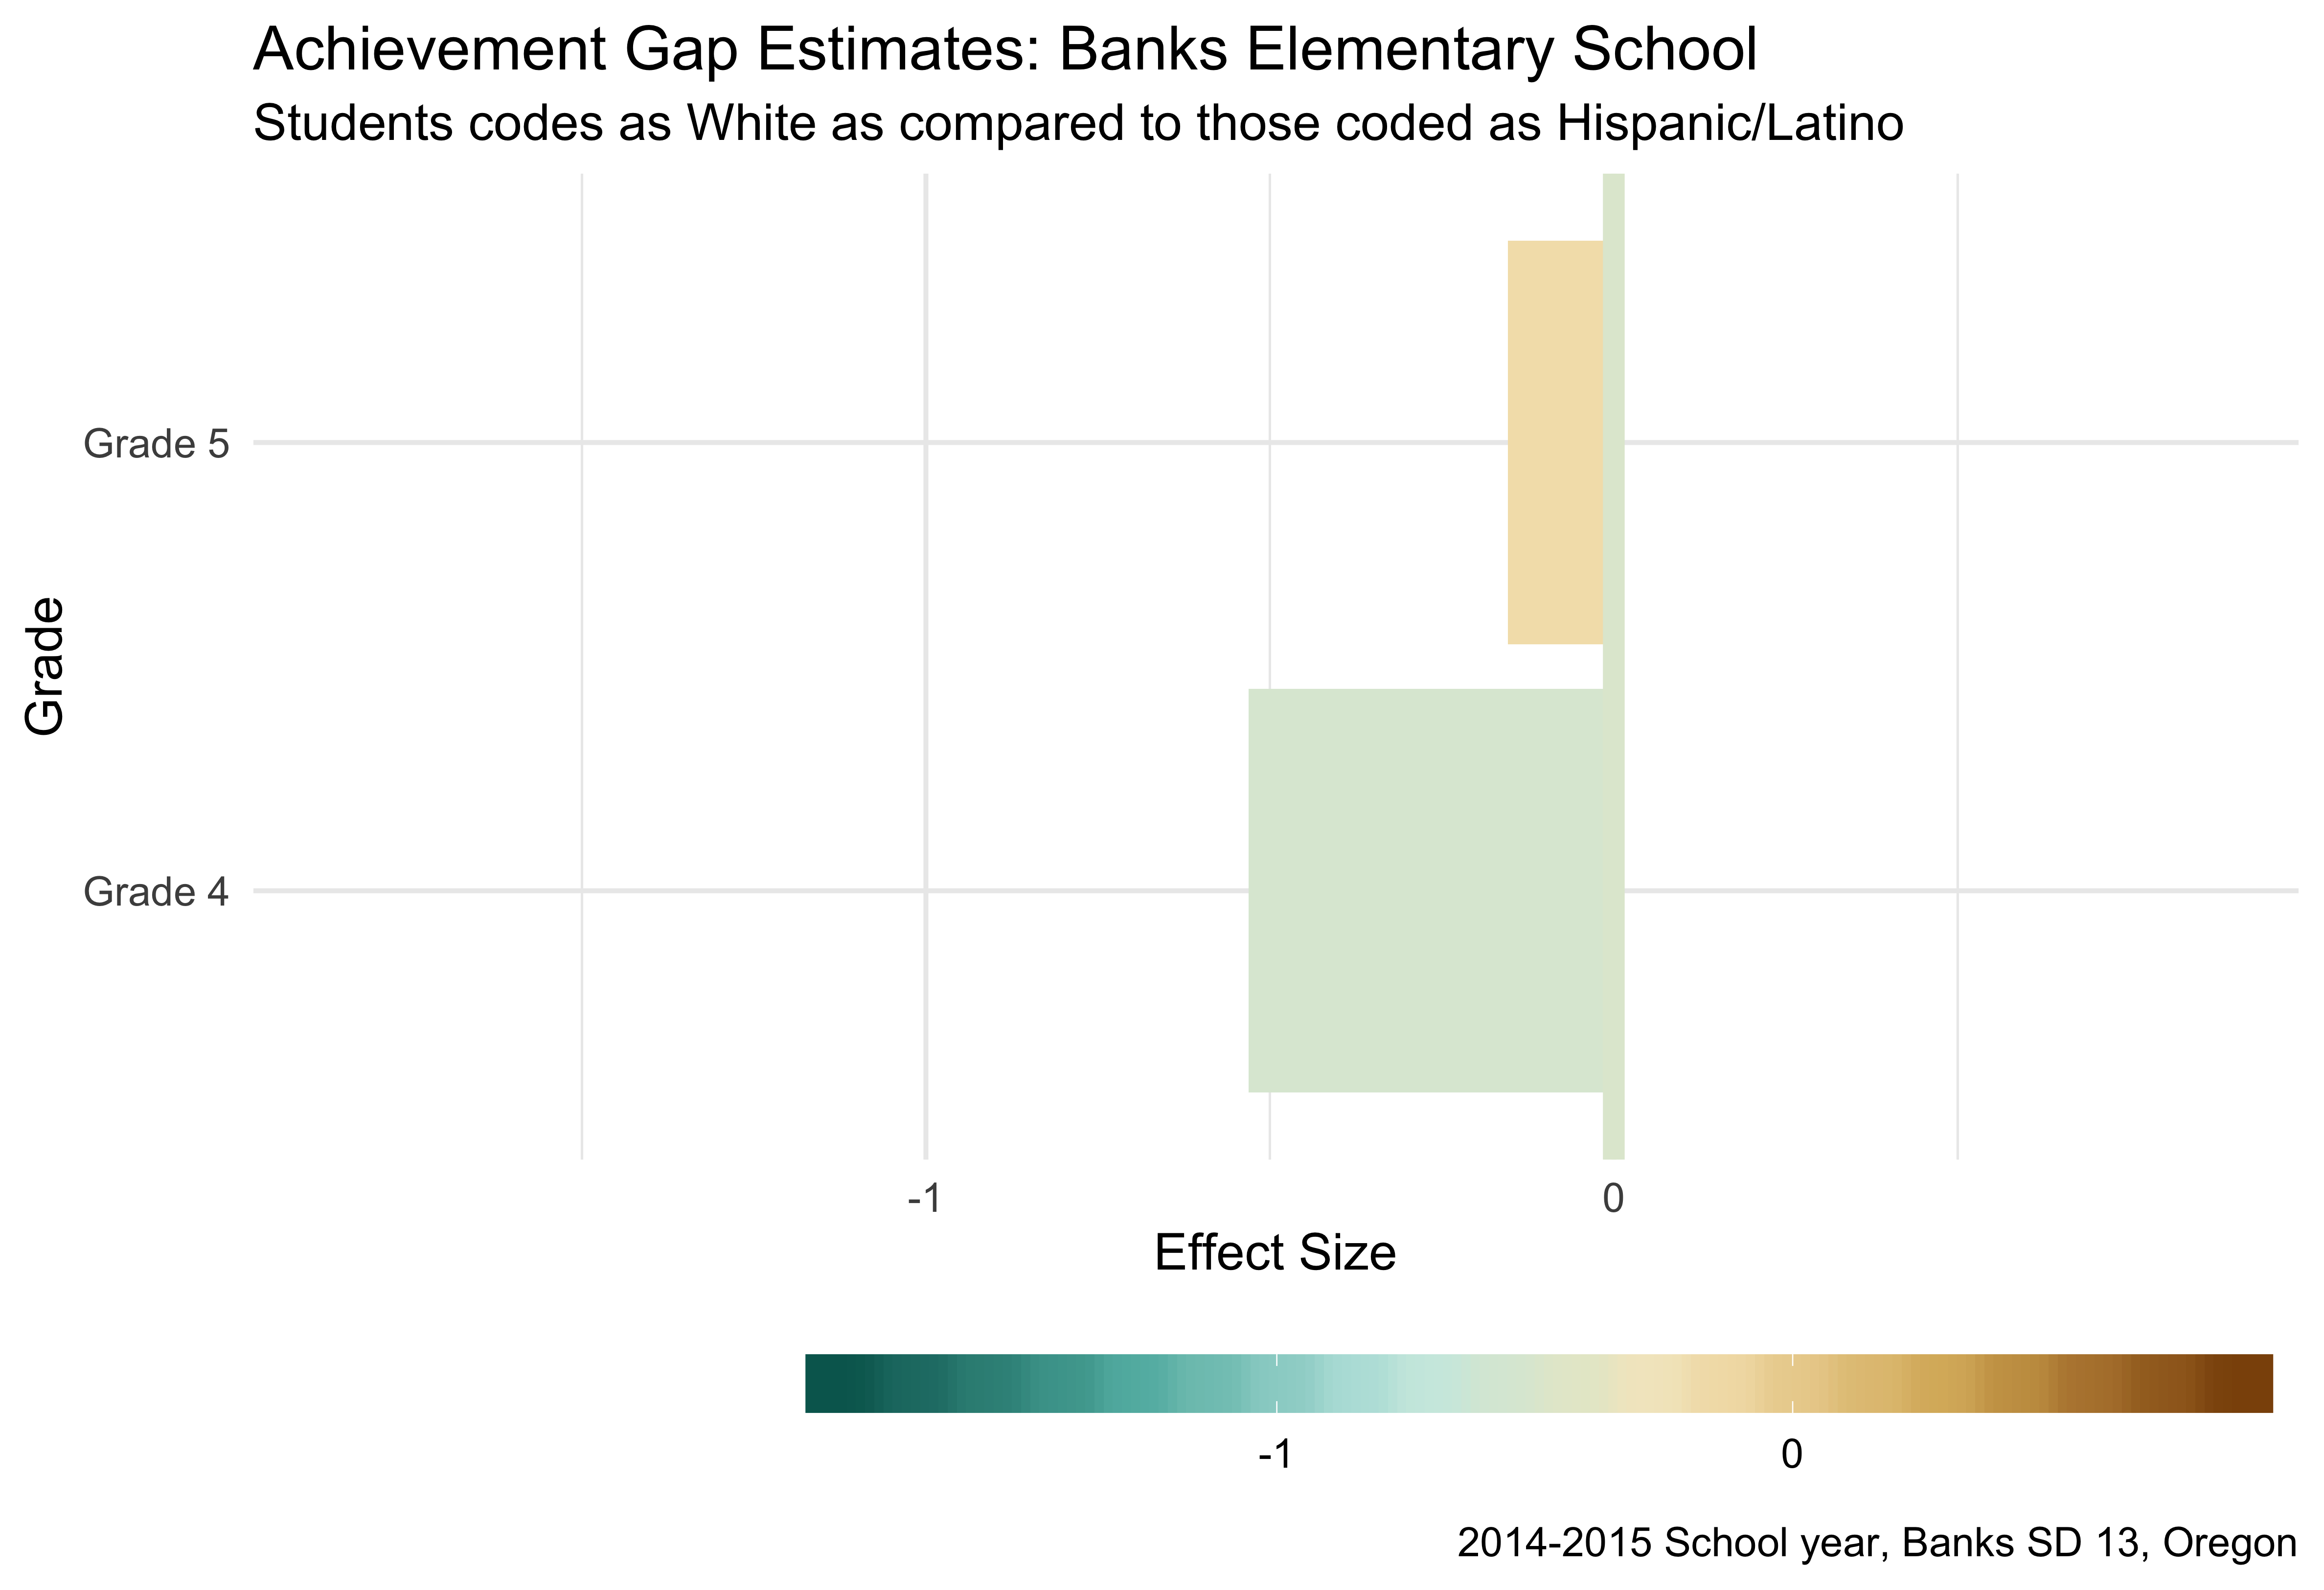 Achievement Gap Estimates: Banks Elementary School
Students codes as White as compared to those coded as Hispanic/Latino
Grade
Grade 5
Grade 4
-1
0
Effect Size
-1
0
2014-2015 School year, Banks SD 13, Oregon